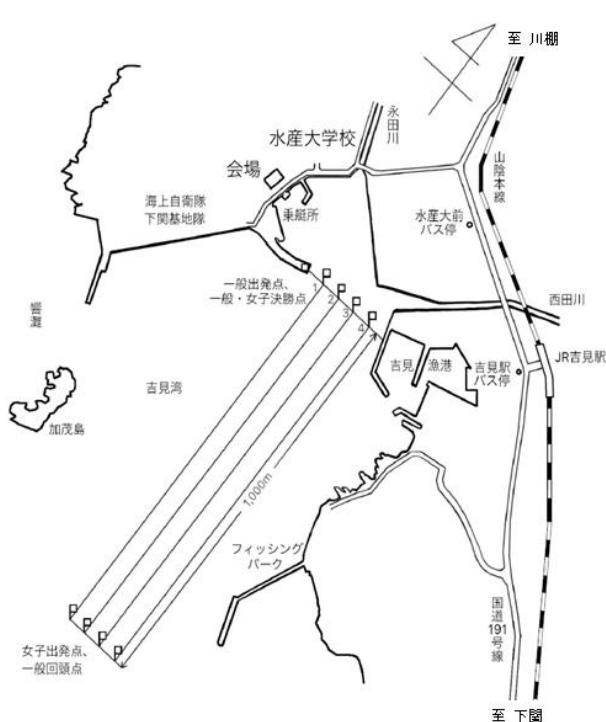 至 川棚
永田川
水産大学校
会場
山陰本線
海上自衛隊
下関基地隊
乗艇所
水産大前
バス停
一般出発点、
一般・女子決勝点
1
2
3
4
西田川
響灘
吉見
漁港
吉見駅
バス停
JR吉見駅
吉見湾
加茂島
1,000m
フィッシング
パーク
国道191号線
女子出発点、
一般回頭点
至 下関